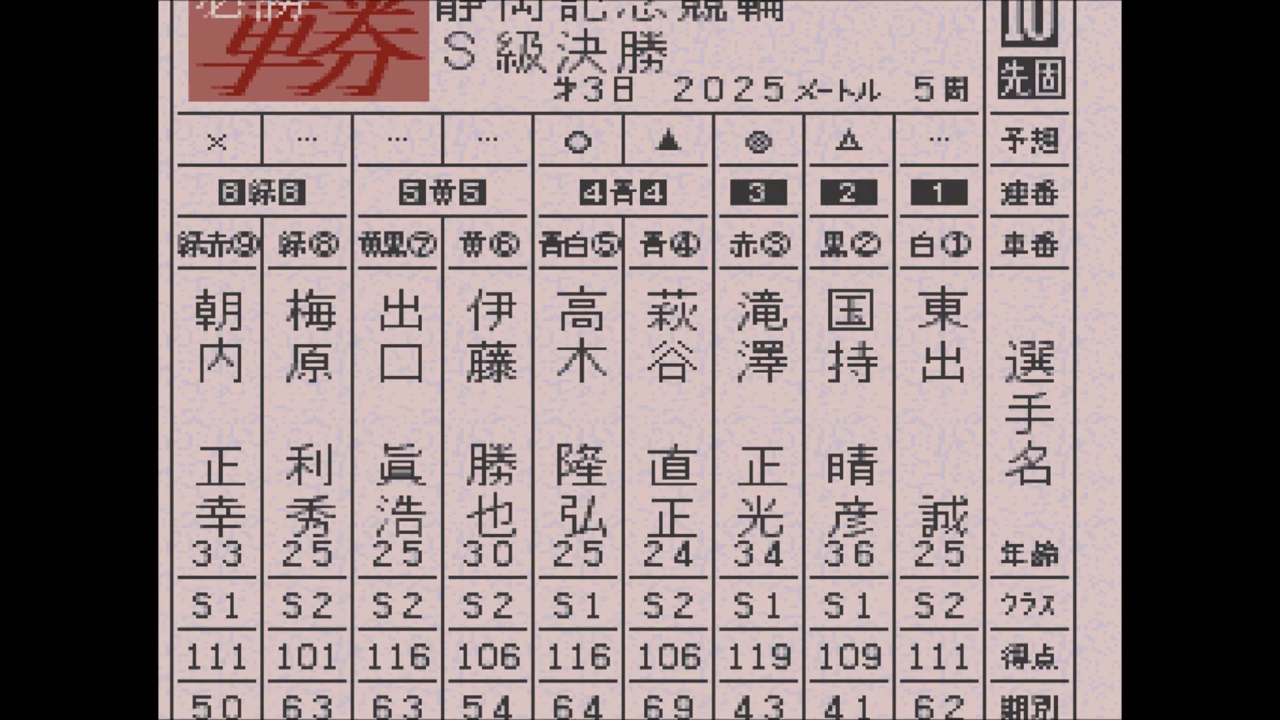 必勝
車券
静岡記念競輪
S級決勝
第3日 2025メートル 5周
10
先固
× … … … ○ ▲ ◎ △ … 予想
6緑6 5黄5 4青4 3 2 1 連番
緑赤⑨ 緑⑧ 黄黒⑦ 黄⑥ 青白⑤ 青④ 赤③ 黒② 白① 車番
選手名
東出 誠
国持 晴彦
滝澤 正光
萩谷 直正
高木 隆弘
伊藤 勝也
出口 眞浩
梅原 利秀
朝内 正幸
33 25 25 30 25 24 34 36 25 年齢
S1 S2 S2 S2 S1 S2 S1 S1 S2 クラス
111 101 116 106 116 106 119 109 111 得点
50 63 63 54 64 69 43 41 62 期別